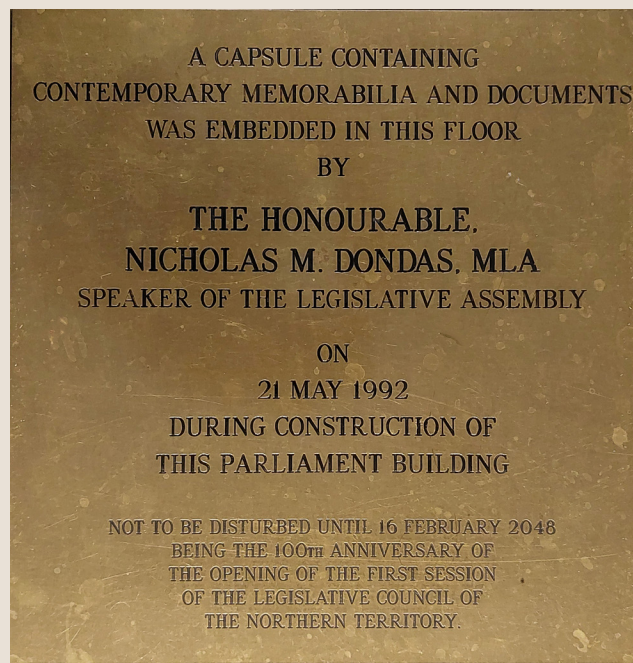 A CAPSULE CONTAINING
CONTEMPORARY MEMORABILIA AND DOCUMENTS
WAS EMBEDDED IN THIS FLOOR
BY
THE HONOURABLE,
NICHOLAS M. DONDAS, MLA
SPEAKER OF THE LEGISLATIVE ASSEMBLY
ON
21 MAY 1992
DURING CONSTRUCTION OF
THIS PARLIAMENT BUILDING
NOT TO BE DISTURBED UNTIL 16 FEBRUARY 2048
BEING THE 100TH ANNIVERSARY OF
THE OPENING OF THE FIRST SESSION
OF THE LEGISLATIVE COUNCIL OF
THE NORTHERN TERRITORY.